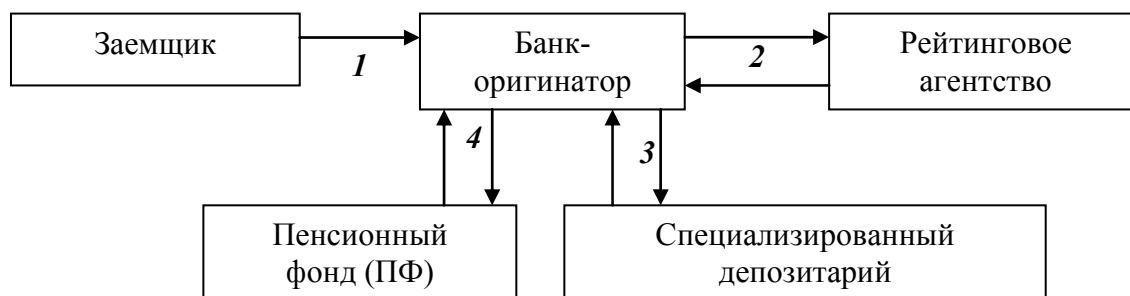 Заемщик
1
Банк-
оригинатор
2
Рейтинговое
агентство
4
3
Пенсионный
фонд (ПФ)
Специализированный
депозитарий